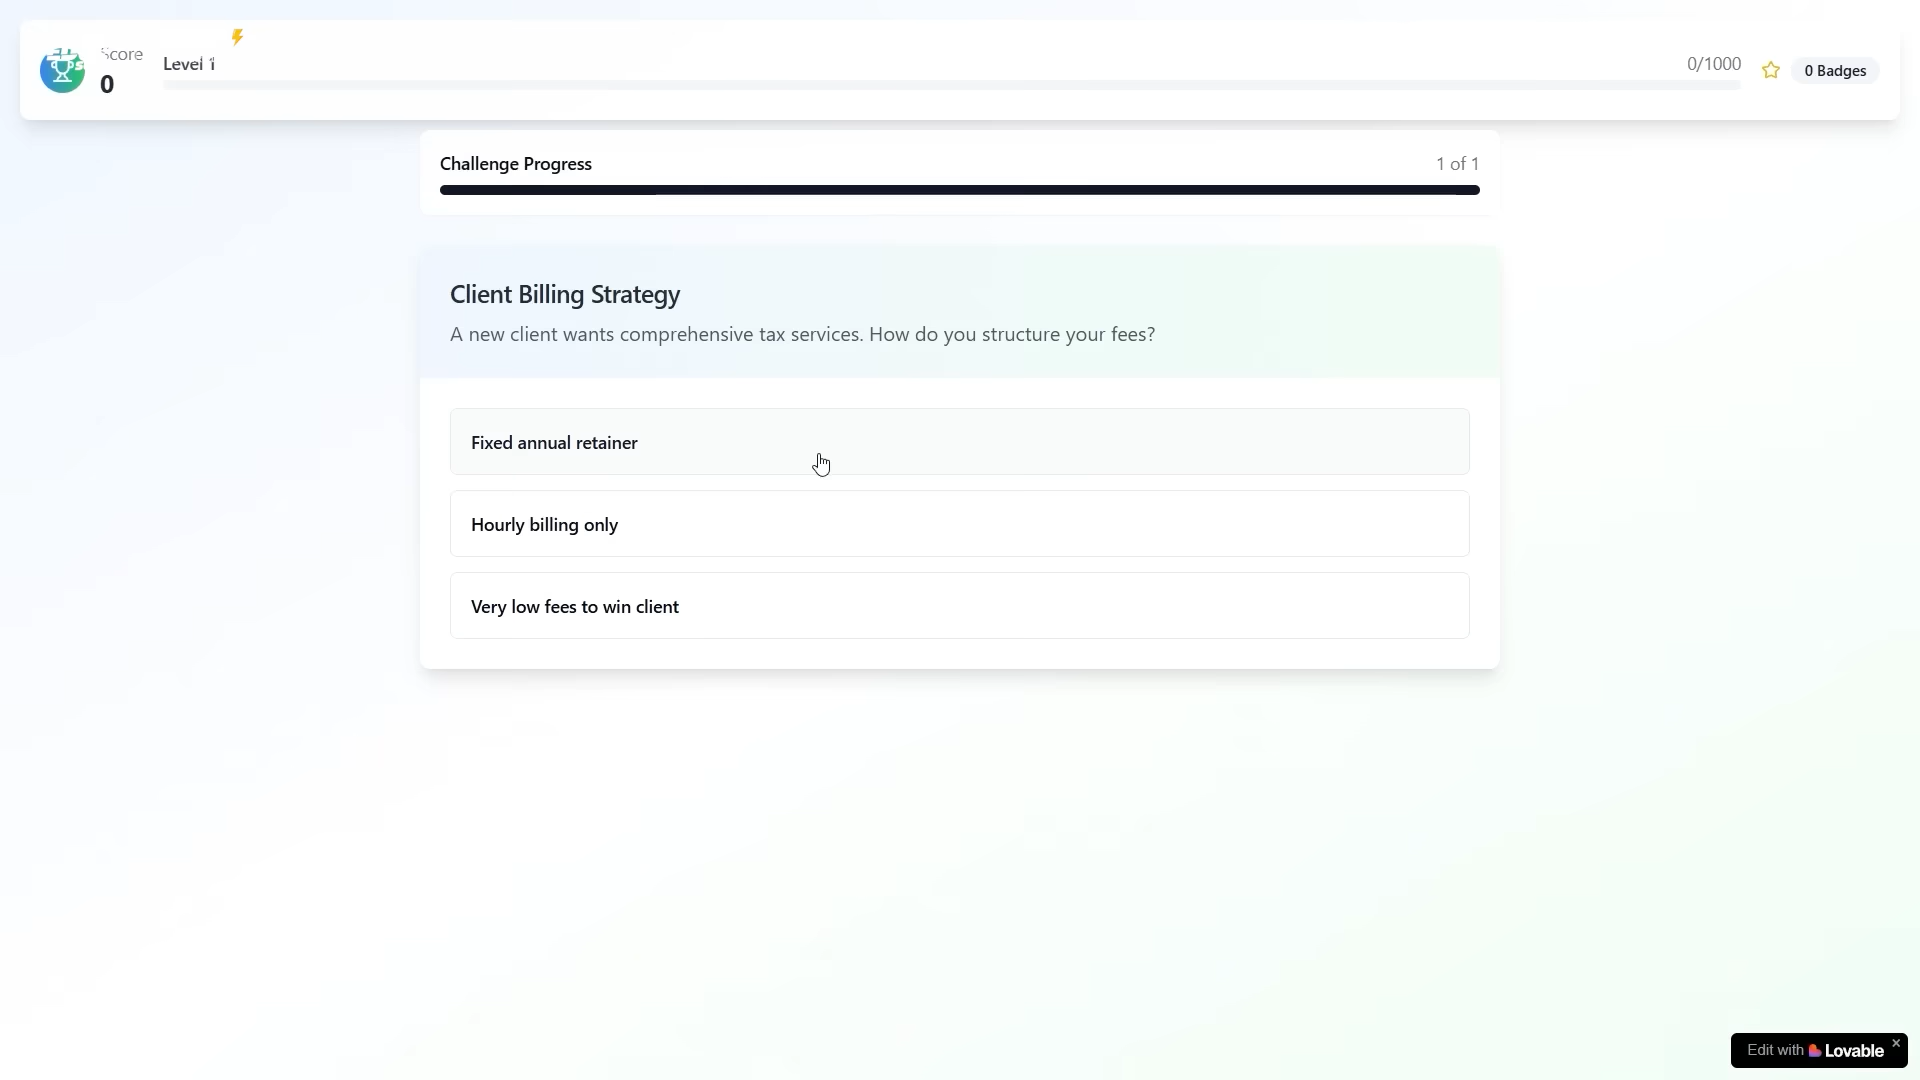 Score
0
Level 1
0/1000
0 Badges
Challenge Progress
1 of 1
Client Billing Strategy
A new client wants comprehensive tax services. How do you structure your fees?
Fixed annual retainer
Hourly billing only
Very low fees to win client
Edit with Lovable